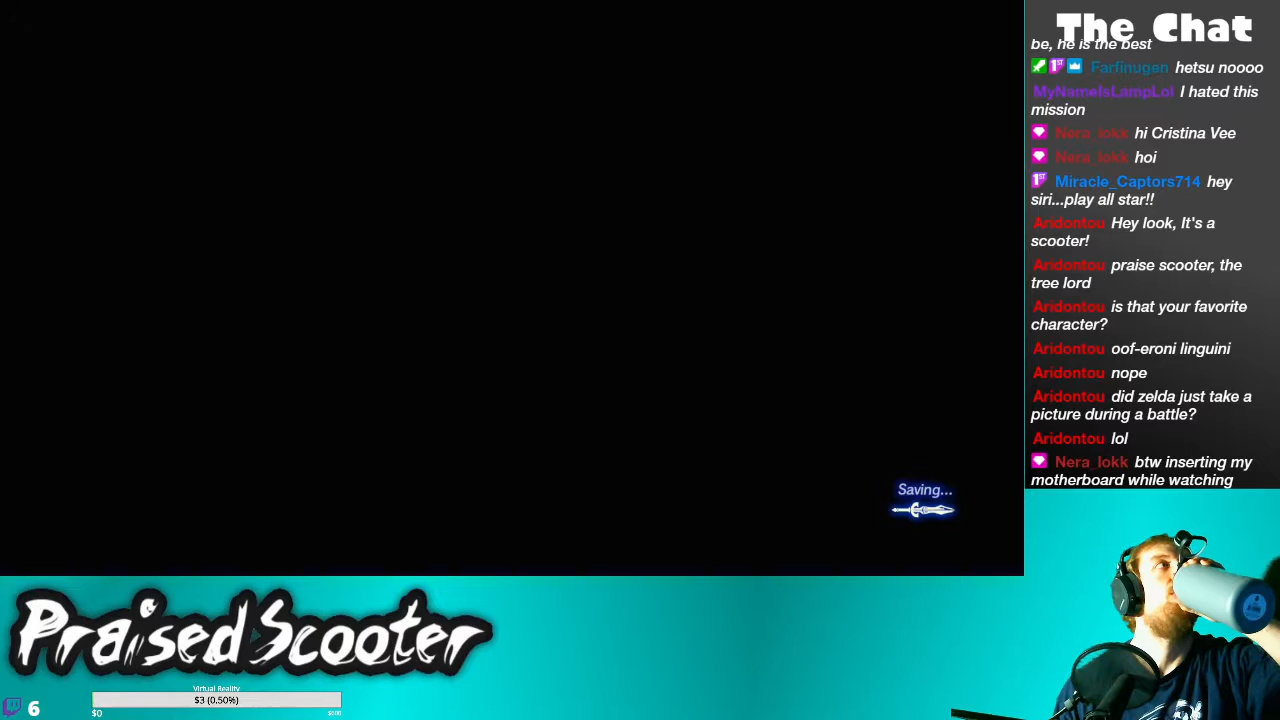 The Chat
be, he is the best
Farfinugen hetsu noooo
MyNameIsLampLol I hated this
mission
Nera_lokk hi Cristina Vee
Nera_lokk hoi
Miracle_Captors714 hey
siri...play all star!!
Aridontou Hey look, It's a
scooter!
Aridontou praise scooter, the
tree lord
Aridontou is that your favorite
character?
Aridontou oof-eroni linguini
Aridontou nope
Aridontou did zelda just take a
picture during a battle?
Aridontou lol
Nera_lokk btw inserting my
motherboard while watching
Saving...
PraisedScooter
Virtual Reality
$3 (0.50%)
6
$0
$600